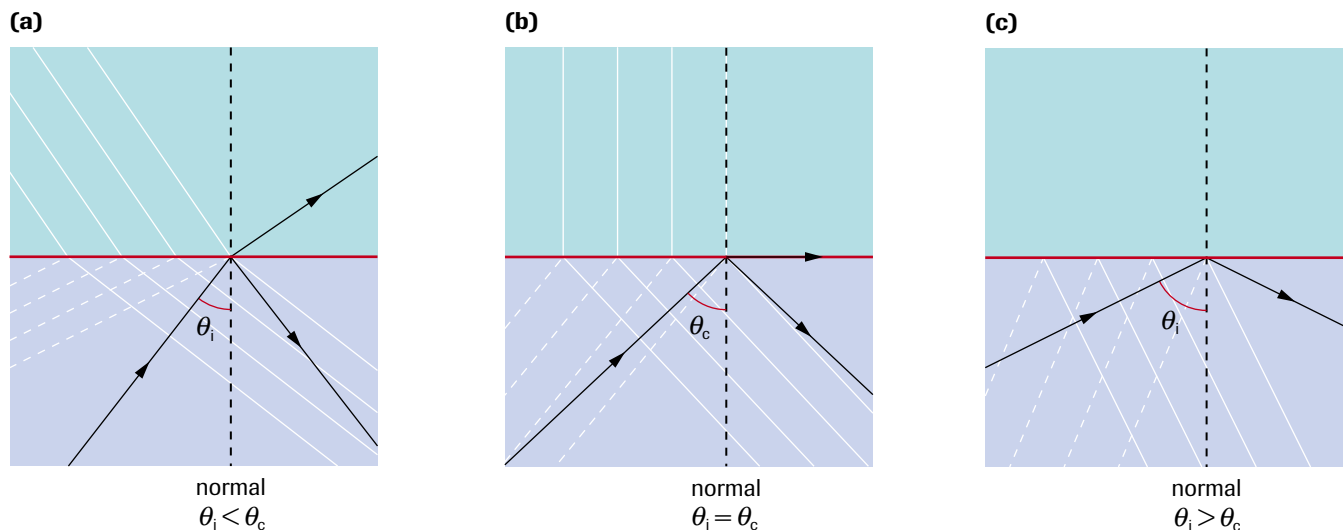 (a)
(b)
(c)
θi
θc
θi
normal
θi < θc
normal
θi = θc
normal
θi > θc